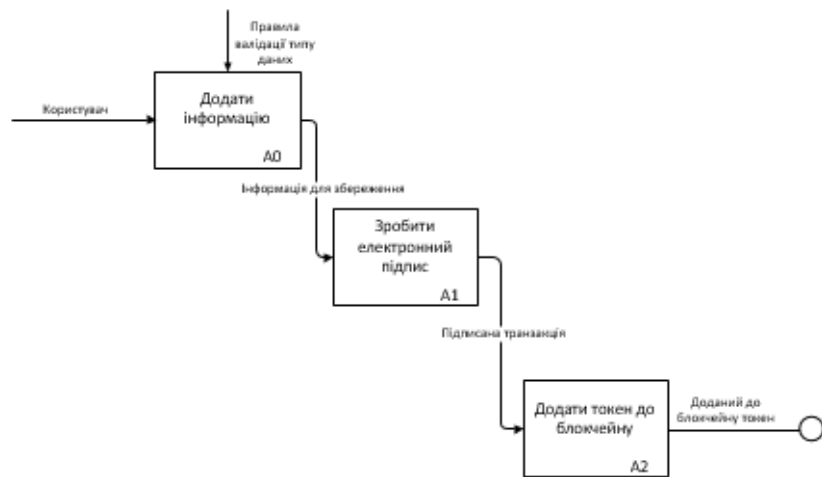 Правила
валідації типу
даних
Користувач
Додати
інформацію
A0
Інформація для збереження
Зробити
електронний
підпис
A1
Підписана транзакція
Додати токен до
блокчейну
A2
Доданий до
блокчейну токен